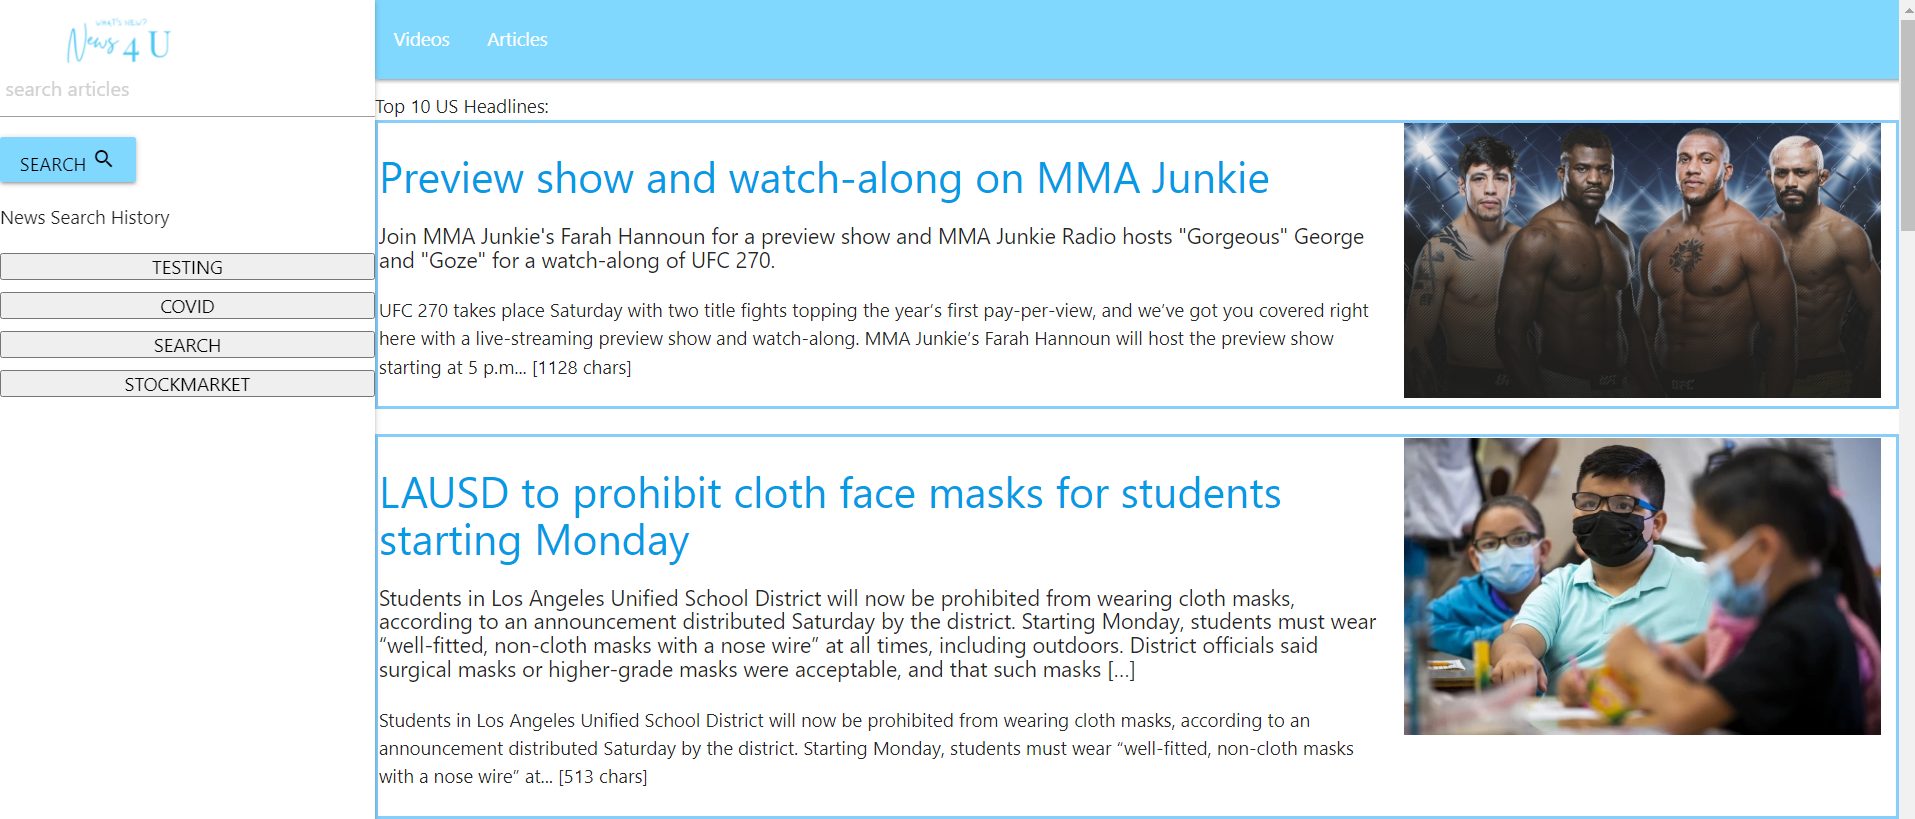 WHAT'S NEW?
News 4 U
search articles
SEARCH
News Search History
TESTING
COVID
SEARCH
STOCKMARKET
Videos Articles
Top 10 US Headlines:
Preview show and watch-along on MMA Junkie
Join MMA Junkie's Farah Hannoun for a preview show and MMA Junkie Radio hosts "Gorgeous" George
and "Goze" for a watch-along of UFC 270.
UFC 270 takes place Saturday with two title fights topping the year’s first pay-per-view, and we’ve got you covered right
here with a live-streaming preview show and watch-along. MMA Junkie’s Farah Hannoun will host the preview show
starting at 5 p.m... [1128 chars]
LAUSD to prohibit cloth face masks for students
starting Monday
Students in Los Angeles Unified School District will now be prohibited from wearing cloth masks,
according to an announcement distributed Saturday by the district. Starting Monday, students must wear
“well-fitted, non-cloth masks with a nose wire” at all times, including outdoors. District officials said
surgical masks or higher-grade masks were acceptable, and that such masks […]
Students in Los Angeles Unified School District will now be prohibited from wearing cloth masks, according to an
announcement distributed Saturday by the district. Starting Monday, students must wear “well-fitted, non-cloth masks
with a nose wire” at... [513 chars]